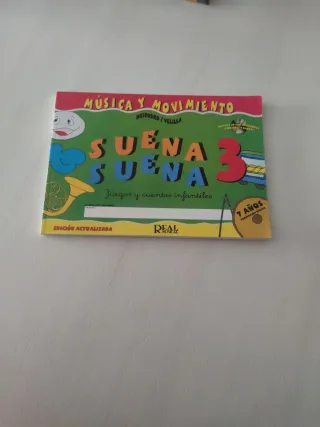 MÚSICA Y MOVIMIENTO
SUENA
SUENA 3
Juegos y cuentos infantiles
7 AÑOS
EDICIÓN ACTUALIZADA
REAL